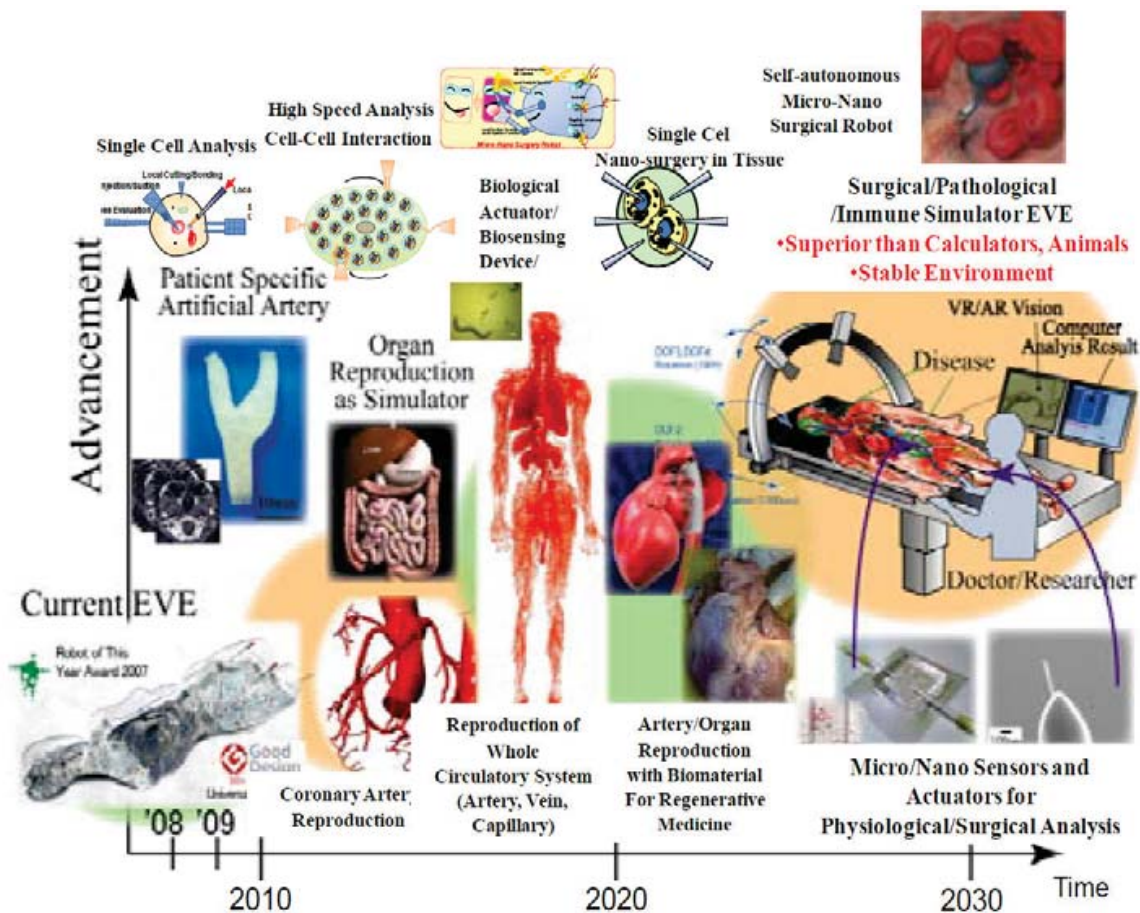 Self-autonomous
Micro-Nano
Surgical Robot
High Speed Analysis
Cell-Cell Interaction
Single Cell Analysis
Local Cutting/Bonding
Single Cel
Nano-surgery in Tissue
Biological
Actuator/
Biosensing
Device/
Surgical/Pathological
/Immune Simulator EVE
•Superior than Calculators, Animals
•Stable Environment
Advancement
Patient Specific
Artificial Artery
Organ
Reproduction
as Simulator
VR/AR Vision
Computer
Analysis Result
Disease
Doctor/Researcher
Current EVE
Robot of This
Year Award 2007
Good
Design
Coronary Arter
Reproduction
Reproduction of
Whole
Circulatory System
(Artery, Vein,
Capillary)
Artery/Organ
Reproduction
with Biomaterial
For Regenerative
Medicine
Micro/Nano Sensors and
Actuators for
Physiological/Surgical Analysis
'08 '09
2010
2020
2030
Time